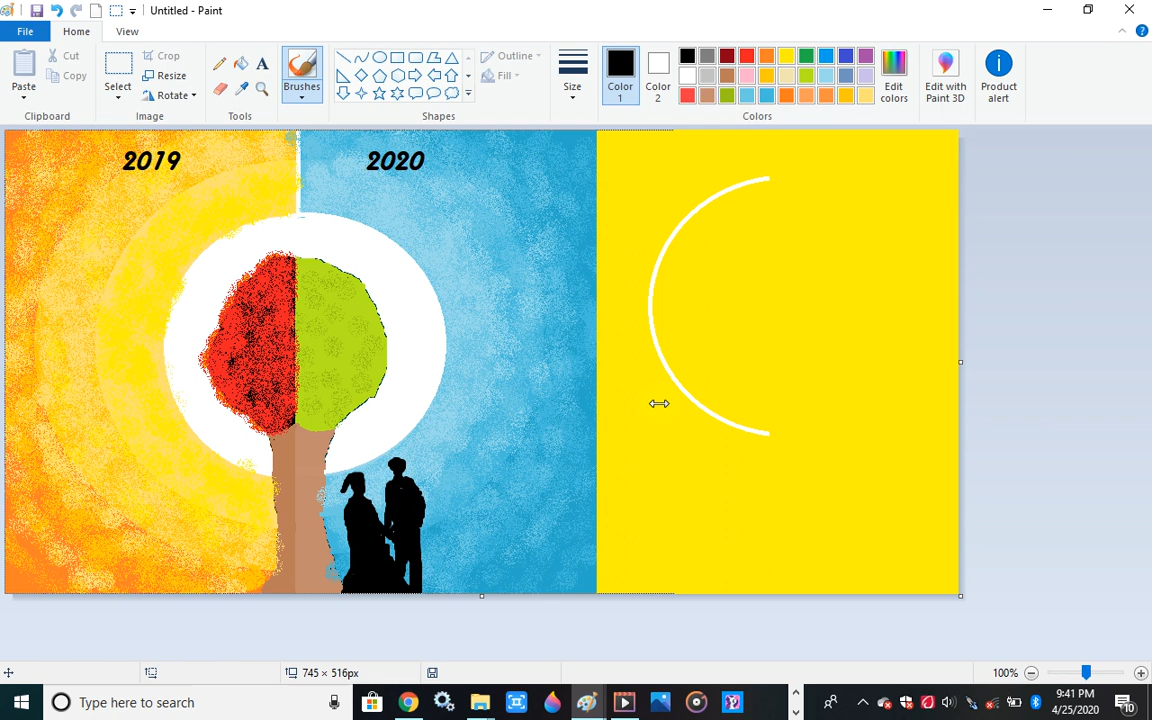 Untitled - Paint
File
Home
View
Paste
Cut
Copy
Clipboard
Select
Crop
Resize
Rotate
Image
Tools
Brushes
Outline
Fill
Shapes
Size
Color 1
Color 2
Edit colors
Colors
Edit with Paint 3D
Product alert
2019
2020
745 × 516px
100%
Type here to search
9:41 PM
4/25/2020
10